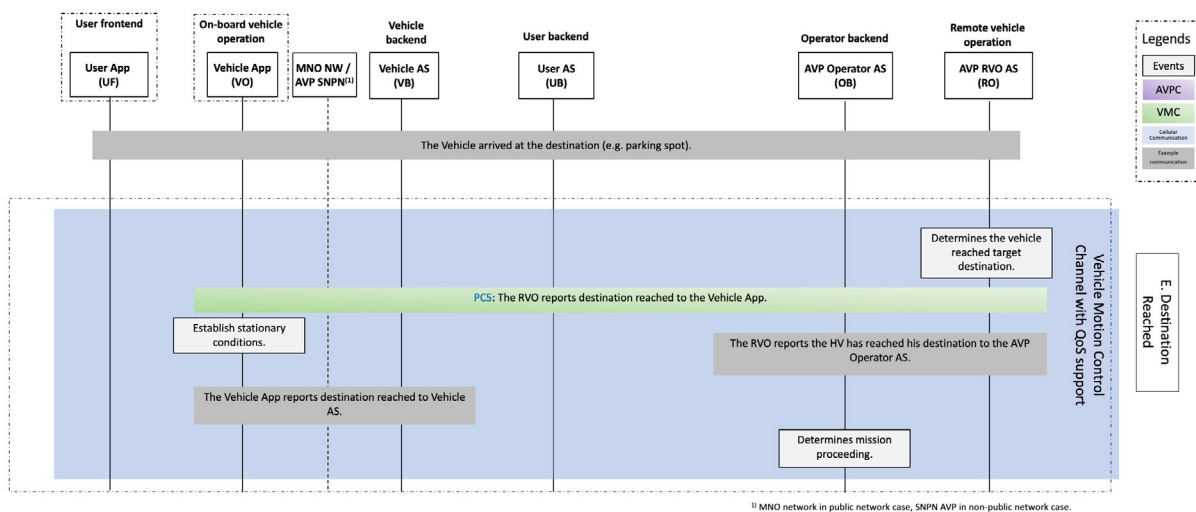 User frontend
On-board vehicle
operation
Vehicle
backend
User backend
Operator backend
Remote vehicle
operation
User App
(UF)
Vehicle App
(VO)
MNO NW /
AVP SNPN(1)
Vehicle AS
(VB)
User AS
(UB)
AVP Operator AS
(OB)
AVP RVO AS
(RO)
Legends
Events
AVPC
VMC
Cellular
Communication
Example
communication
The Vehicle arrived at the destination (e.g. parking spot).
Determines the vehicle
reached target
destination.
PC5: The RVO reports destination reached to the Vehicle App.
Establish stationary
conditions.
The RVO reports the HV has reached his destination to the AVP
Operator AS.
The Vehicle App reports destination reached to Vehicle
AS.
Determines mission
proceeding.
Vehicle Motion Control
Channel with QoS support
E. Destination
Reached
1) MNO network in public network case, SNPN AVP in non-public network case.